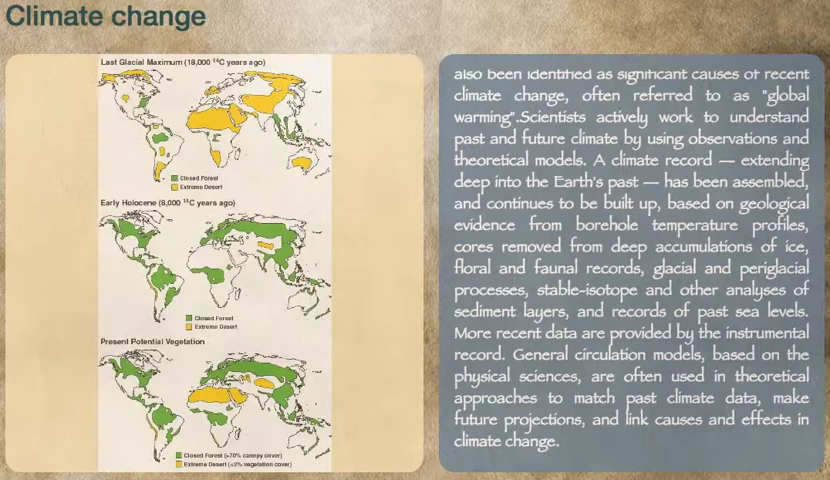 Climate change
Last Glacial Maximum (18,000 ¹⁴C years ago)
Closed Forest
Extreme Desert
Early Holocene (8,000 ¹⁴C years ago)
Closed Forest
Extreme Desert
Present Potential Vegetation
Closed Forest (>70% canopy cover)
Extreme Desert (<2% vegetation cover)
also been identified as significant causes of recent
climate change, often referred to as "global
warming".Scientists actively work to understand
past and future climate by using observations and
theoretical models. A climate record — extending
deep into the Earth's past — has been assembled,
and continues to be built up, based on geological
evidence from borehole temperature profiles,
cores removed from deep accumulations of ice,
floral and faunal records, glacial and periglacial
processes, stable-isotope and other analyses of
sediment layers, and records of past sea levels.
More recent data are provided by the instrumental
record. General circulation models, based on the
physical sciences, are often used in theoretical
approaches to match past climate data, make
future projections, and link causes and effects in
climate change.